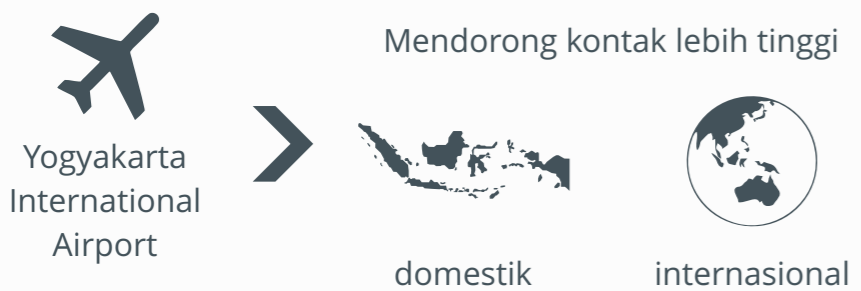 Mendorong kontak lebih tinggi
Yogyakarta
International
Airport
domestik
internasional